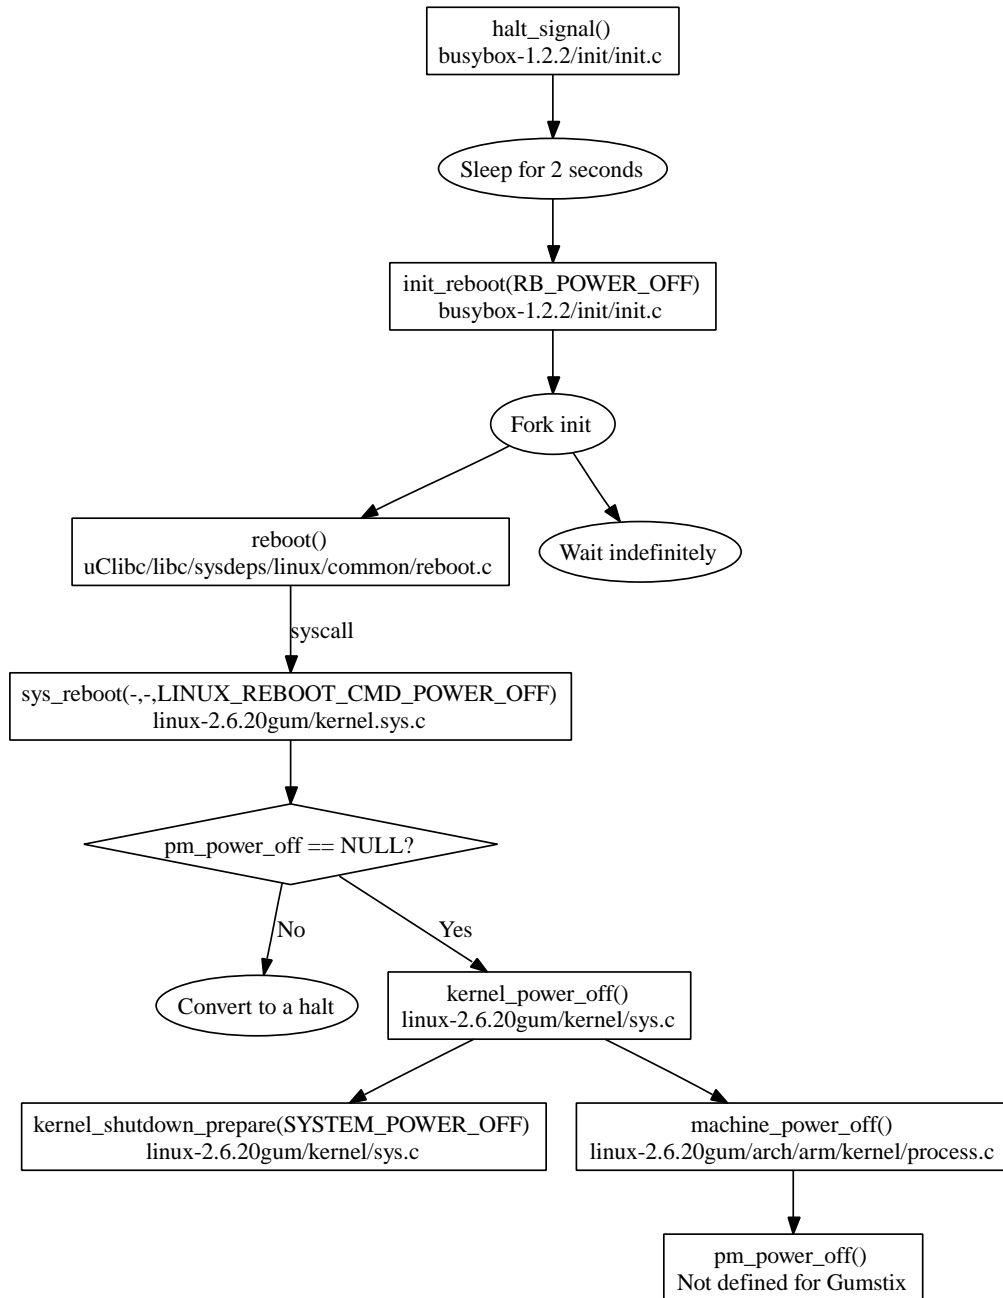 halt_signal()
busybox-1.2.2/init/init.c
Sleep for 2 seconds
init_reboot(RB_POWER_OFF)
busybox-1.2.2/init/init.c
Fork init
reboot()
uClibc/libc/sysdeps/linux/common/reboot.c
Wait indefinitely
syscall
sys_reboot(-,-,LINUX_REBOOT_CMD_POWER_OFF)
linux-2.6.20gum/kernel.sys.c
pm_power_off == NULL?
No
Yes
Convert to a halt
kernel_power_off()
linux-2.6.20gum/kernel/sys.c
kernel_shutdown_prepare(SYSTEM_POWER_OFF)
linux-2.6.20gum/kernel/sys.c
machine_power_off()
linux-2.6.20gum/arch/arm/kernel/process.c
pm_power_off()
Not defined for Gumstix